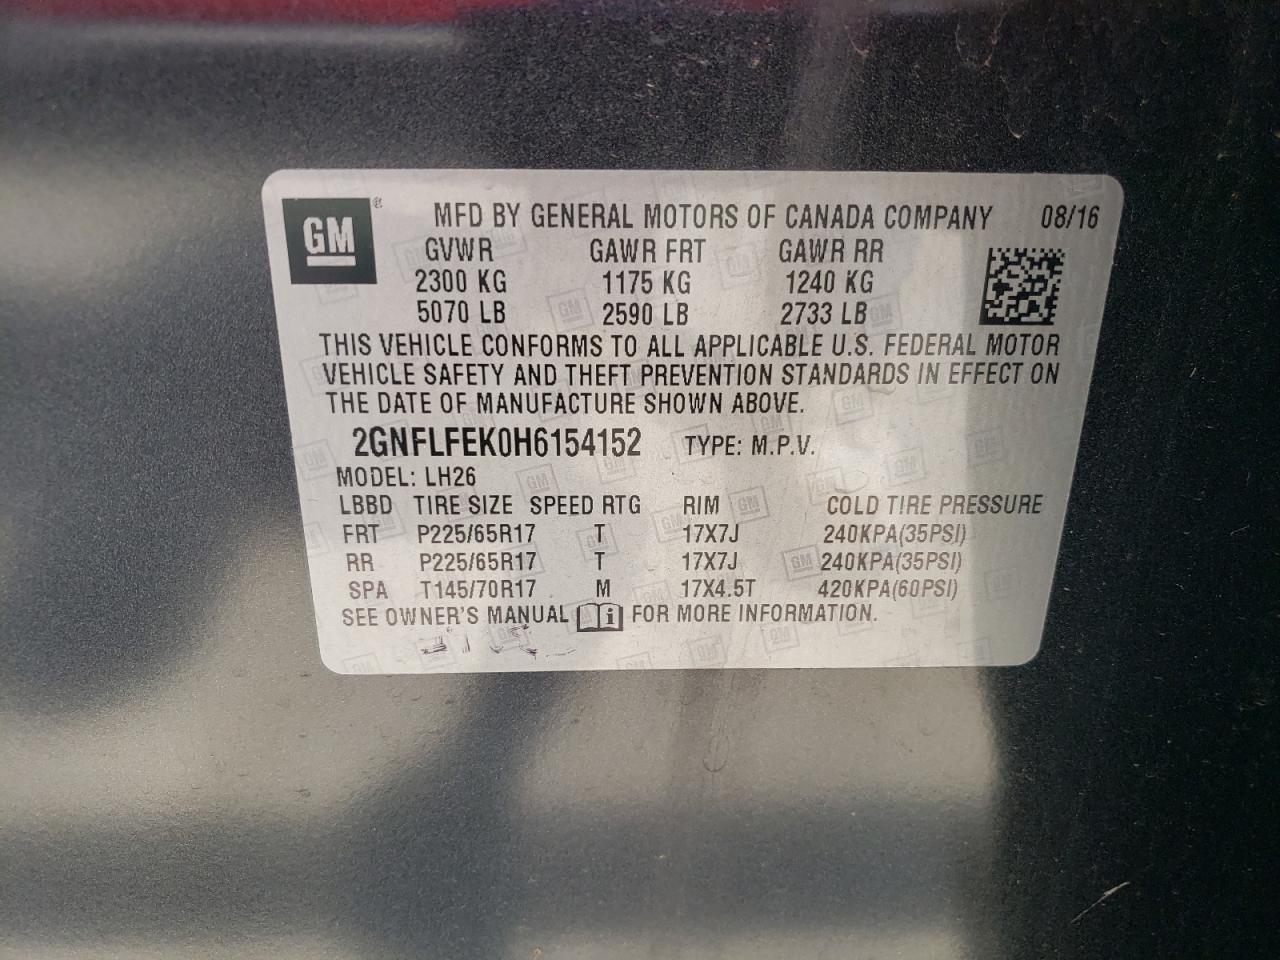 GM ® MFD BY GENERAL MOTORS OF CANADA COMPANY 08/16
GVWR GAWR FRT GAWR RR
2300 KG 1175 KG 1240 KG
5070 LB 2590 LB 2733 LB
THIS VEHICLE CONFORMS TO ALL APPLICABLE U.S. FEDERAL MOTOR
VEHICLE SAFETY AND THEFT PREVENTION STANDARDS IN EFFECT ON
THE DATE OF MANUFACTURE SHOWN ABOVE.
2GNFLFEK0H6154152 TYPE: M.P.V.
MODEL: LH26
LBBD TIRE SIZE SPEED RTG RIM COLD TIRE PRESSURE
FRT P225/65R17 T 17X7J 240KPA(35PSI)
RR P225/65R17 T 17X7J 240KPA(35PSI)
SPA T145/70R17 M 17X4.5T 420KPA(60PSI)
SEE OWNER'S MANUAL i FOR MORE INFORMATION.